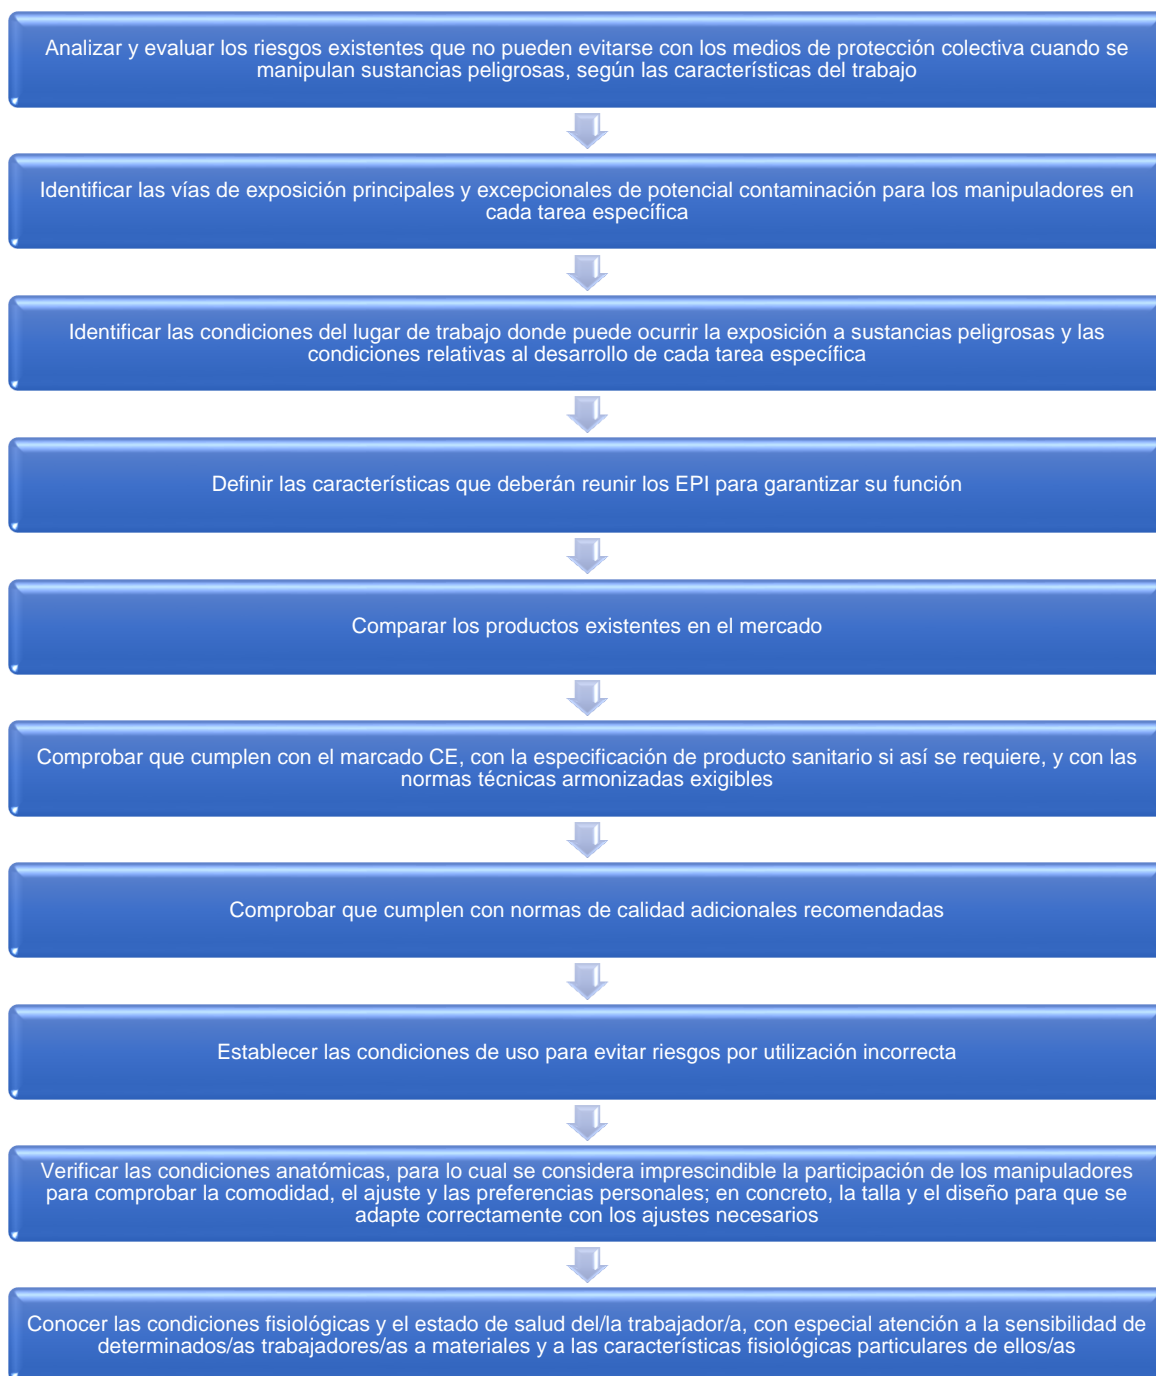 Analizar y evaluar los riesgos existentes que no pueden evitarse con los medios de protección colectiva cuando se
manipulan sustancias peligrosas, según las características del trabajo
Identificar las vías de exposición principales y excepcionales de potencial contaminación para los manipuladores en
cada tarea específica
Identificar las condiciones del lugar de trabajo donde puede ocurrir la exposición a sustancias peligrosas y las
condiciones relativas al desarrollo de cada tarea específica
Definir las características que deberán reunir los EPI para garantizar su función
Comparar los productos existentes en el mercado
Comprobar que cumplen con el marcado CE, con la especificación de producto sanitario si así se requiere, y con las
normas técnicas armonizadas exigibles
Comprobar que cumplen con normas de calidad adicionales recomendadas
Establecer las condiciones de uso para evitar riesgos por utilización incorrecta
Verificar las condiciones anatómicas, para lo cual se considera imprescindible la participación de los manipuladores
para comprobar la comodidad, el ajuste y las preferencias personales; en concreto, la talla y el diseño para que se
adapte correctamente con los ajustes necesarios
Conocer las condiciones fisiológicas y el estado de salud del/la trabajador/a, con especial atención a la sensibilidad de
determinados/as trabajadores/as a materiales y a las características fisiológicas particulares de ellos/as